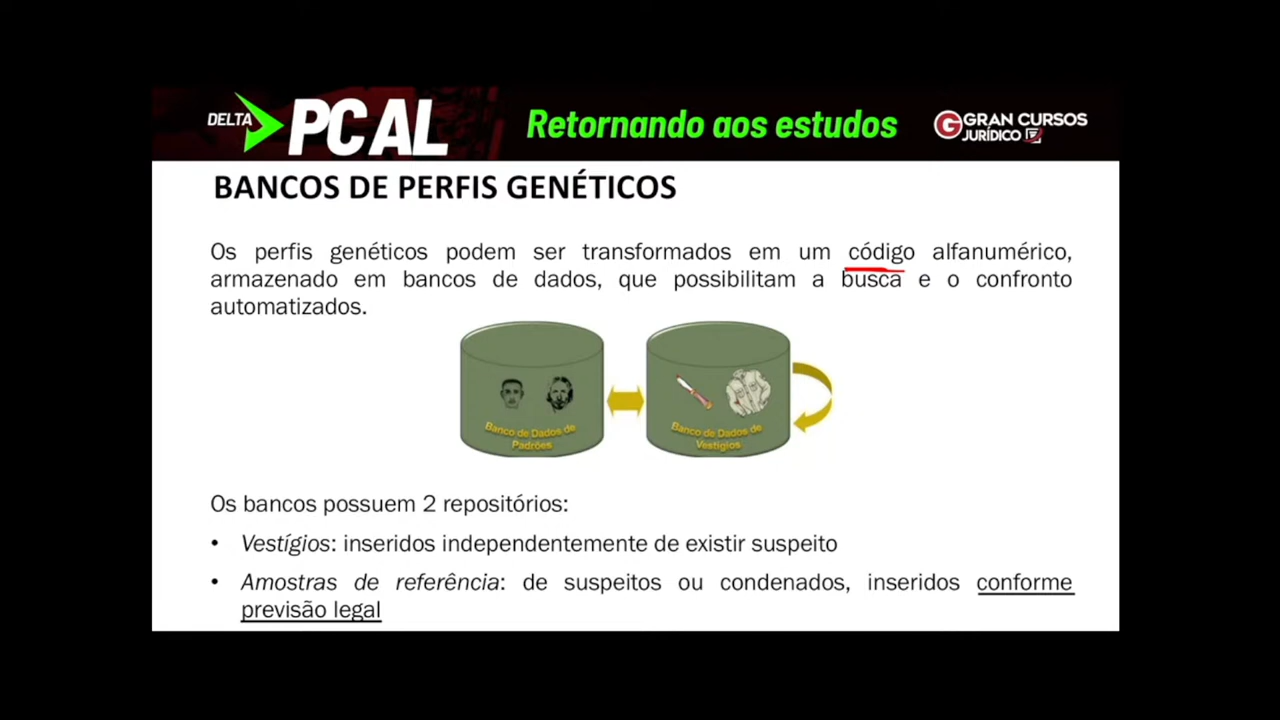 DELTA PC AL
Retornando aos estudos
GRAN CURSOS
JURÍDICO
BANCOS DE PERFIS GENÉTICOS
Os perfis genéticos podem ser transformados em um código alfanumérico,
armazenado em bancos de dados, que possibilitam a busca e o confronto
automatizados.
Banco de Dados de
Padrões
Banco de Dados de
Vestígios
Os bancos possuem 2 repositórios:
• Vestígios: inseridos independentemente de existir suspeito
• Amostras de referência: de suspeitos ou condenados, inseridos conforme
previsão legal